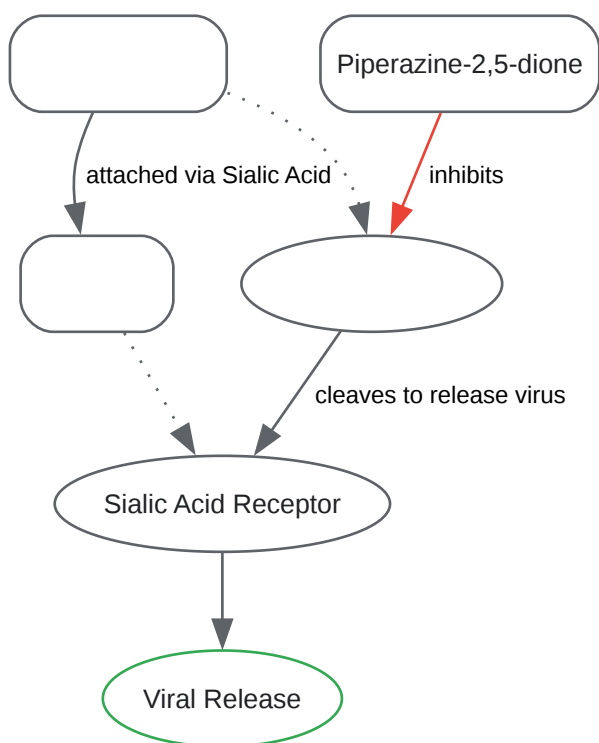 Piperazine-2,5-dione
attached via Sialic Acid
inhibits
cleaves to release virus
Sialic Acid Receptor
Viral Release